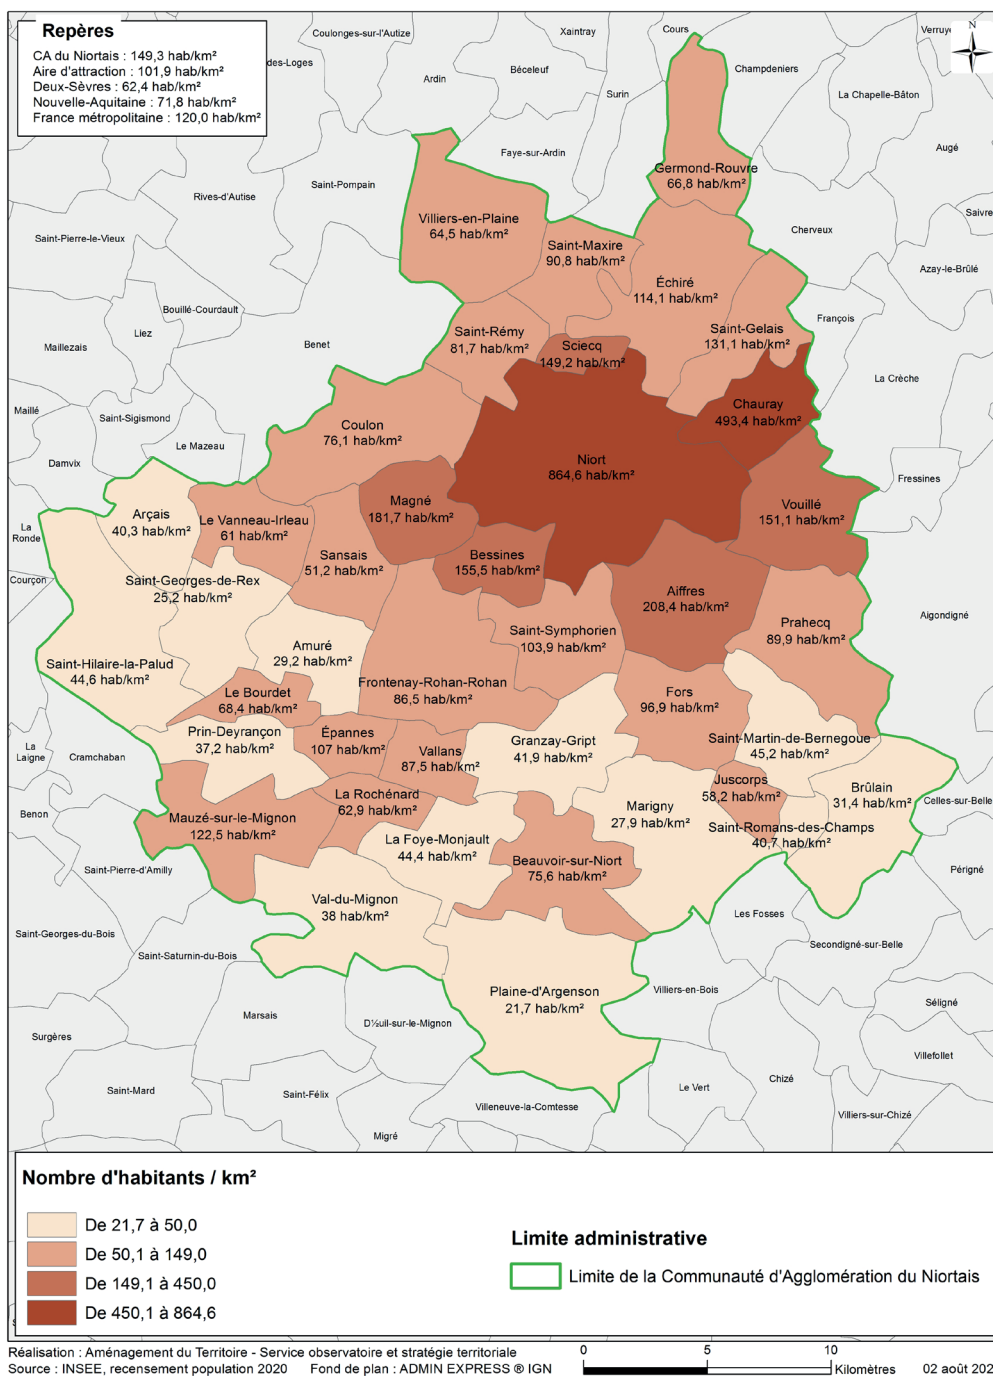 Repères
CA du Niortais : 149,3 hab/km²
Aire d'attraction : 101,9 hab/km²
Deux-Sèvres : 62,4 hab/km²
Nouvelle-Aquitaine : 71,8 hab/km²
France métropolitaine : 120,0 hab/km²
Coulonges-sur-l'Autize
Xaintray
Cours
N
des-Loges
Ardin
Béceleuf
Surin
Champdeniers
La Chapelle-Bâton
Faye-sur-Ardin
Augé
Saint-Pompain
Rives-d'Autise
Germond-Rouvre
66,8 hab/km²
Villiers-en-Plaine
64,5 hab/km²
Saint-Pierre-le-Vieux
Cherveux
Saint-Maxire
90,8 hab/km²
Azay-le-Brûlé
Échiré
114,1 hab/km²
Bouillé-Courdault
Liez
Maillezais
Benet
Saint-Rémy
81,7 hab/km²
Sciecq
149,2 hab/km²
Saint-Gelais
131,1 hab/km²
François
La Crèche
Maillé
Saint-Sigismond
Le Mazeau
Damvix
Coulon
76,1 hab/km²
Chauray
493,4 hab/km²
Niort
864,6 hab/km²
Fressines
Arçais
40,3 hab/km²
Le Vanneau-Irleau
61 hab/km²
Magné
181,7 hab/km²
Vouillé
151,1 hab/km²
La
Ronde
Sansais
51,2 hab/km²
Bessines
155,5 hab/km²
Courçon
Saint-Georges-de-Rex
25,2 hab/km²
Aiffres
208,4 hab/km²
Aigondigné
Prahecq
89,9 hab/km²
Saint-Symphorien
103,9 hab/km²
Amuré
29,2 hab/km²
Saint-Hilaire-la-Palud
44,6 hab/km²
Frontenay-Rohan-Rohan
86,5 hab/km²
Le Bourdet
68,4 hab/km²
Fors
96,9 hab/km²
Prin-Deyrançon
37,2 hab/km²
Épannes
107 hab/km²
Vallans
87,5 hab/km²
Granzay-Gript
41,9 hab/km²
Saint-Martin-de-Bernegoue
45,2 hab/km²
La
Laigne
Cramchaban
Juscorps
58,2 hab/km²
Brûlain
31,4 hab/km²
Celles-sur-Belle
La Rochénard
62,9 hab/km²
Benon
Mauzé-sur-le-Mignon
122,5 hab/km²
Marigny
27,9 hab/km²
Saint-Romans-des-Champs
40,7 hab/km²
La Foye-Monjault
44,4 hab/km²
Beauvoir-sur-Niort
75,6 hab/km²
Saint-Pierre-d'Amilly
Périgné
Val-du-Mignon
38 hab/km²
Les Fosses
Saint-Georges-du-Bois
Secondigné-sur-Belle
Saint-Saturnin-du-Bois
Plaine-d'Argenson
21,7 hab/km²
Villiers-en-Bois
Séligné
Marsais
D'½uil-sur-le-Mignon
Surgères
Villefollet
Chizé
Le Vert
Saint-Mard
Saint-Félix
Villeneuve-la-Comtesse
Villiers-sur-Chizé
Migré
Nombre d'habitants / km²
De 21,7 à 50,0
De 50,1 à 149,0
De 149,1 à 450,0
De 450,1 à 864,6
Limite administrative
Limite de la Communauté d'Agglomération du Niortais
Réalisation : Aménagement du Territoire - Service observatoire et stratégie territoriale
Source : INSEE, recensement population 2020 Fond de plan : ADMIN EXPRESS ® IGN
0 5 10
Kilomètres
02 août 202